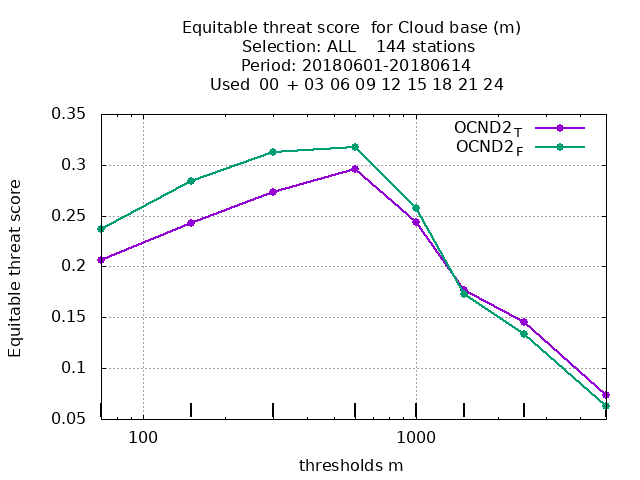 Equitable threat score  for Cloud base (m)
Selection: ALL    144 stations
Period: 20180601-20180614
Used  00 + 03 06 09 12 15 18 21 24
OCND2_T
OCND2_F
0.35
0.3
0.25
0.2
0.15
0.1
0.05
Equitable threat score
100
1000
thresholds m